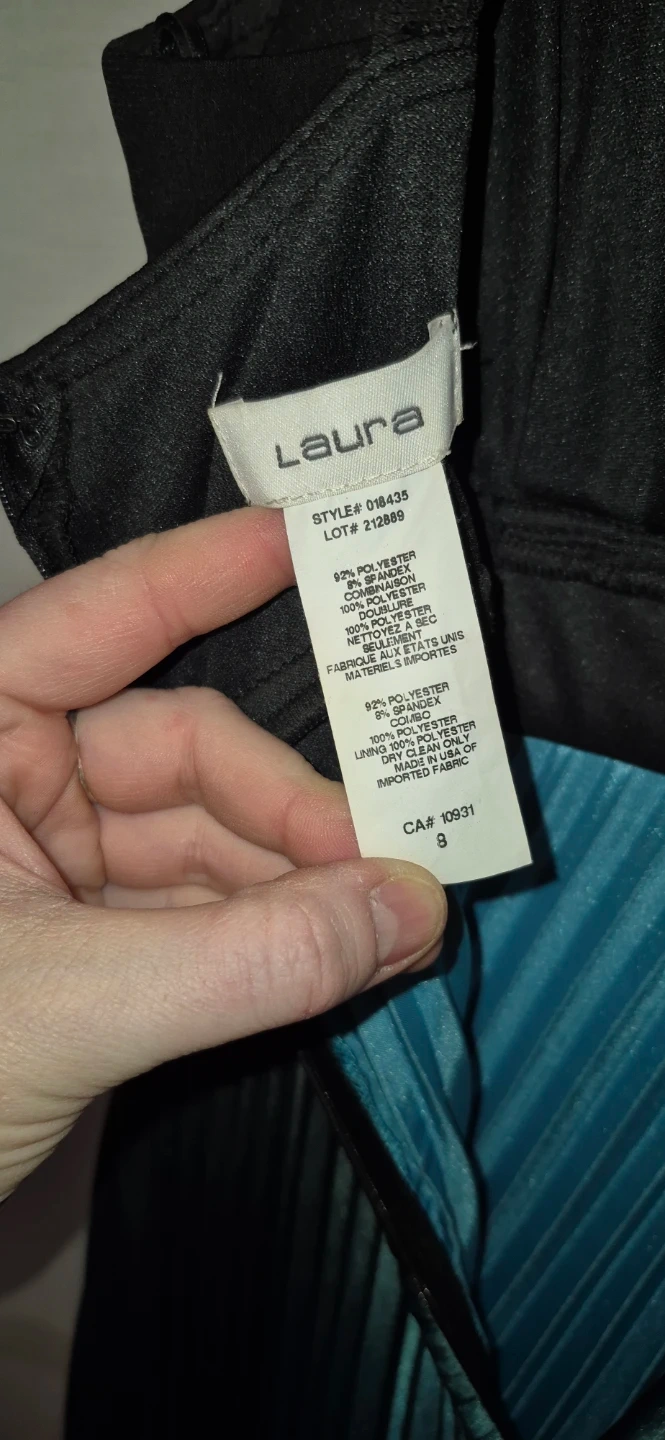 Laura
STYLE# 018435
LOT# 212889
92% POLYESTER
8% SPANDEX
COMBINAISON
100% POLYESTER
DOUBLURE
100% POLYESTER
NETTOYEZ A SEC
SEULEMENT
FABRIQUE AUX ETATS UNIS
MATERIELS IMPORTES
92% POLYESTER
8% SPANDEX
COMBO
100% POLYESTER
LINING 100% POLYESTER
DRY CLEAN ONLY
MADE IN USA OF
IMPORTED FABRIC
CA# 10931
8